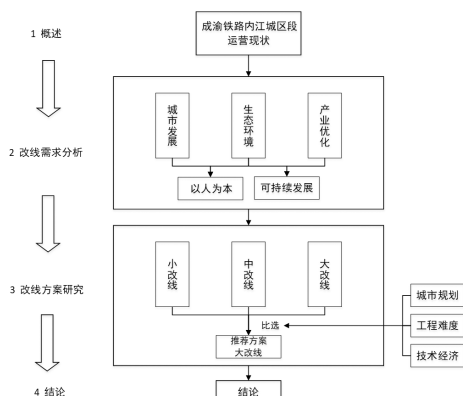 1 概述
成渝铁路内江城区段
运营现状
2 改线需求分析
城市发展
生态环境
产业优化
以人为本
可持续发展
3 改线方案研究
小改线
中改线
大改线
比选
城市规划
工程难度
技术经济
推荐方案
大改线
4 结论
结论